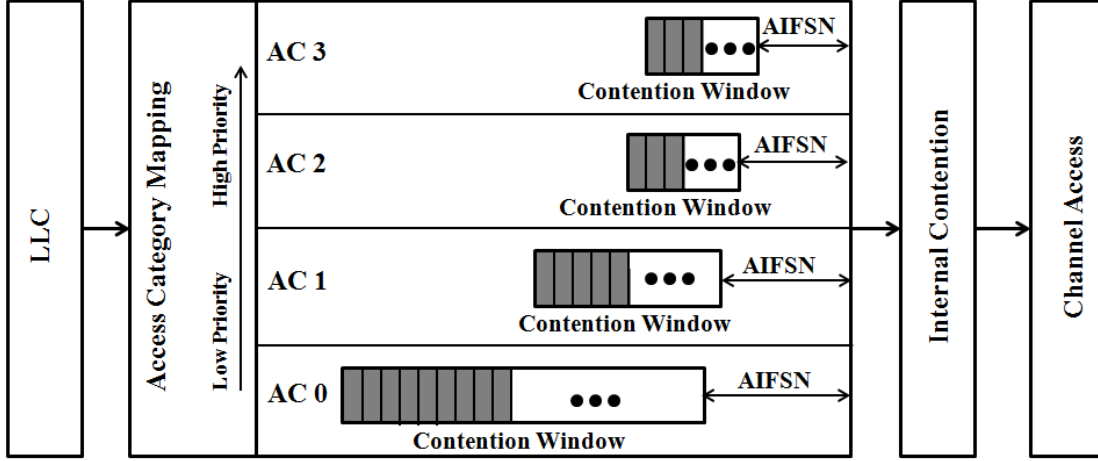 LLC
Access Category Mapping
Low Priority
High Priority
AC 3
AIFSN
Contention Window
AC 2
AIFSN
Contention Window
AC 1
AIFSN
Contention Window
AC 0
AIFSN
Contention Window
Internal Contention
Channel Access